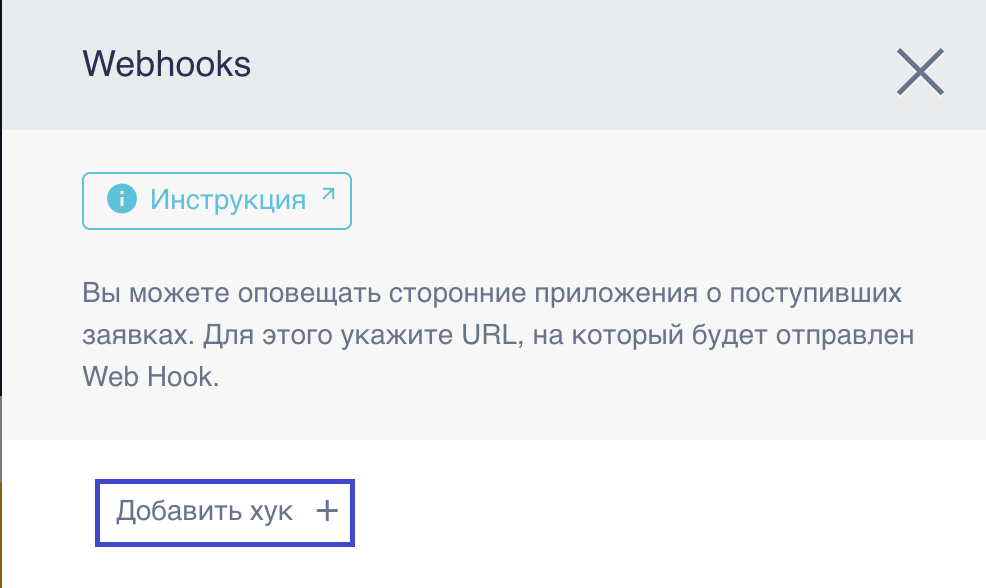 Webhooks
Инструкция
Вы можете оповещать сторонние приложения о поступивших
заявках. Для этого укажите URL, на который будет отправлен
Web Hook.
Добавить хук +